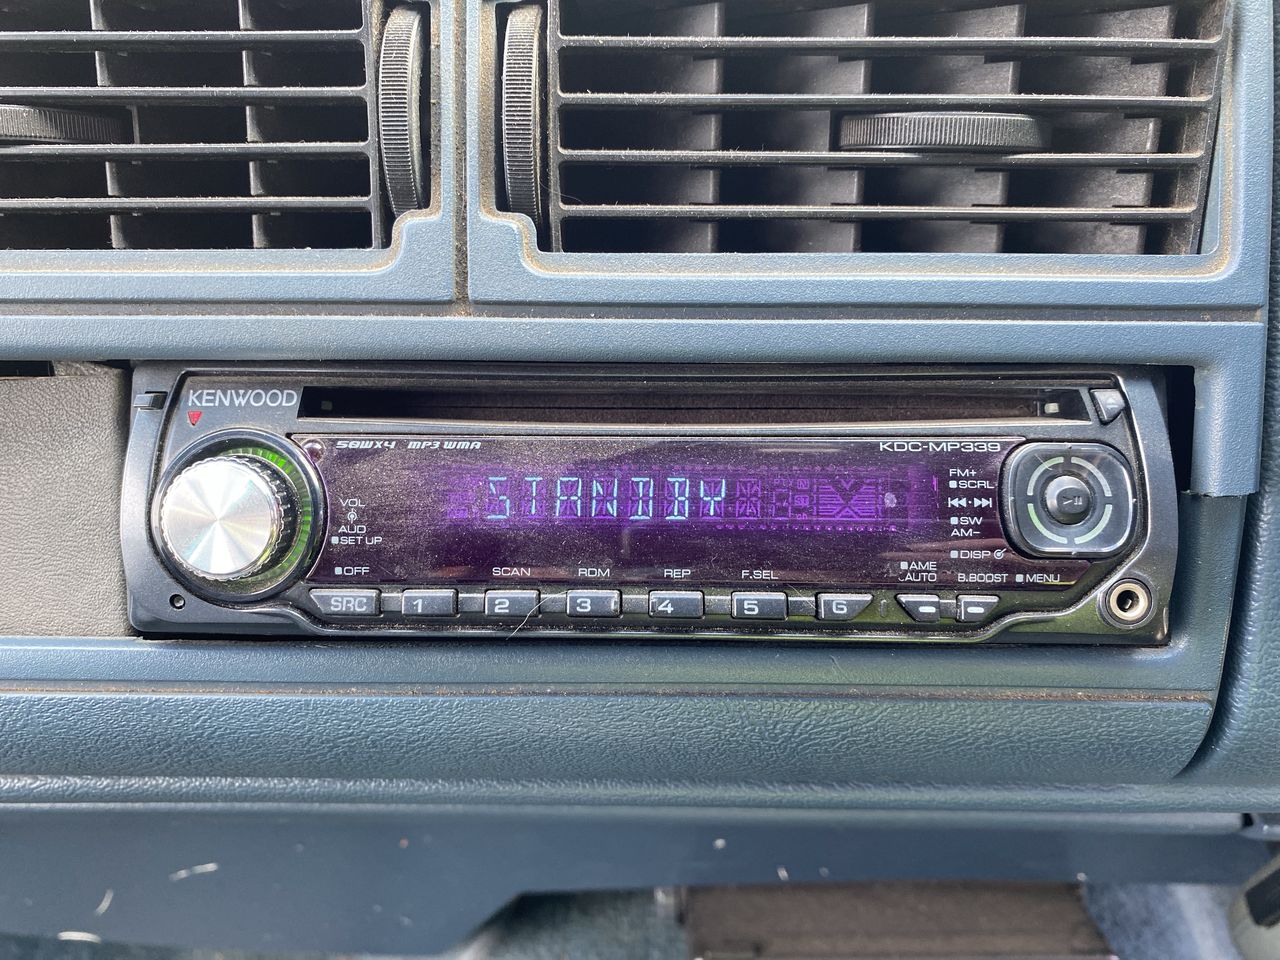 KENWOOD
50WX4 MP3 WMA
KDC-MP339
STANDBY
FM+
SCRL
VOL
AUD
SET UP
SW
AM-
DISP
OFF
SCAN
RDM
REP
F.SEL
AME
.AUTO
B.BOOST
MENU
SRC
1
2
3
4
5
6